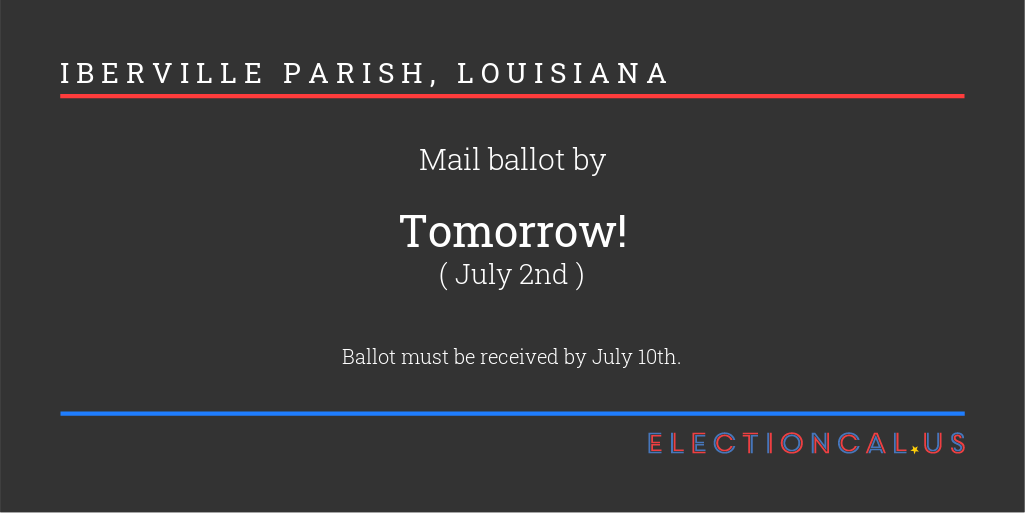 IBERVILLE PARISH, LOUISIANA
Mail ballot by
Tomorrow!
( July 2nd )
Ballot must be received by July 10th.
ELECTIONCAL.US